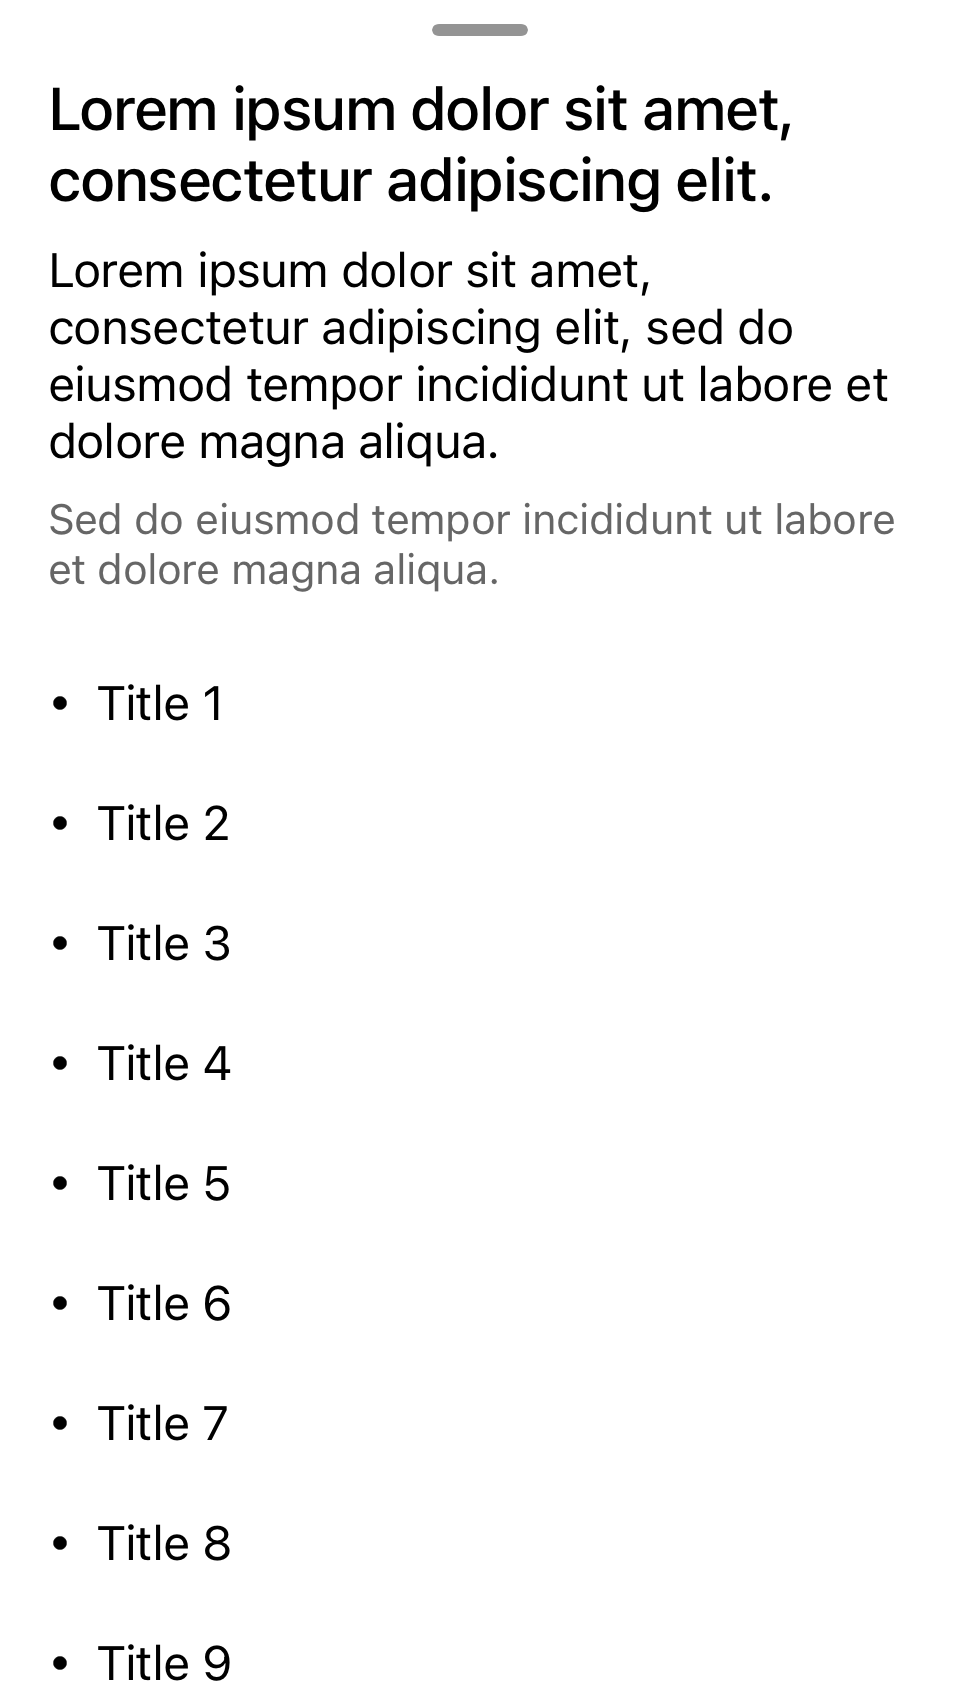 Lorem ipsum dolor sit amet,
consectetur adipiscing elit.
Lorem ipsum dolor sit amet,
consectetur adipiscing elit, sed do
eiusmod tempor incididunt ut labore et
dolore magna aliqua.
Sed do eiusmod tempor incididunt ut labore
et dolore magna aliqua.
• Title 1
• Title 2
• Title 3
• Title 4
• Title 5
• Title 6
• Title 7
• Title 8
• Title 9